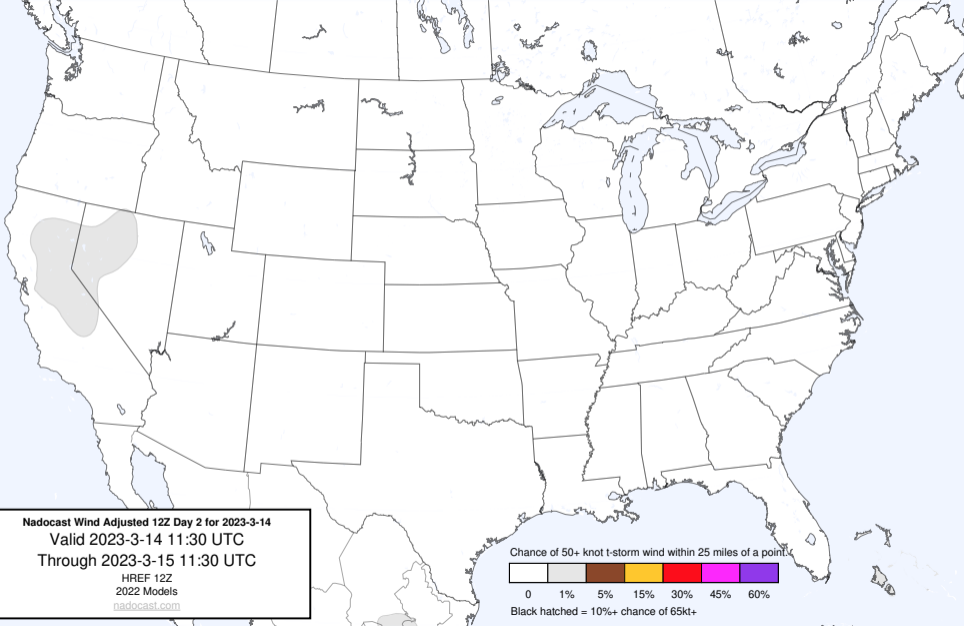 Nadocast Wind Adjusted 12Z Day 2 for 2023-3-14
Valid 2023-3-14 11:30 UTC
Through 2023-3-15 11:30 UTC
HREF 12Z
2022 Models
nadocast.com
Chance of 50+ knot t-storm wind within 25 miles of a point.
0 1% 5% 15% 30% 45% 60%
Black hatched = 10%+ chance of 65kt+